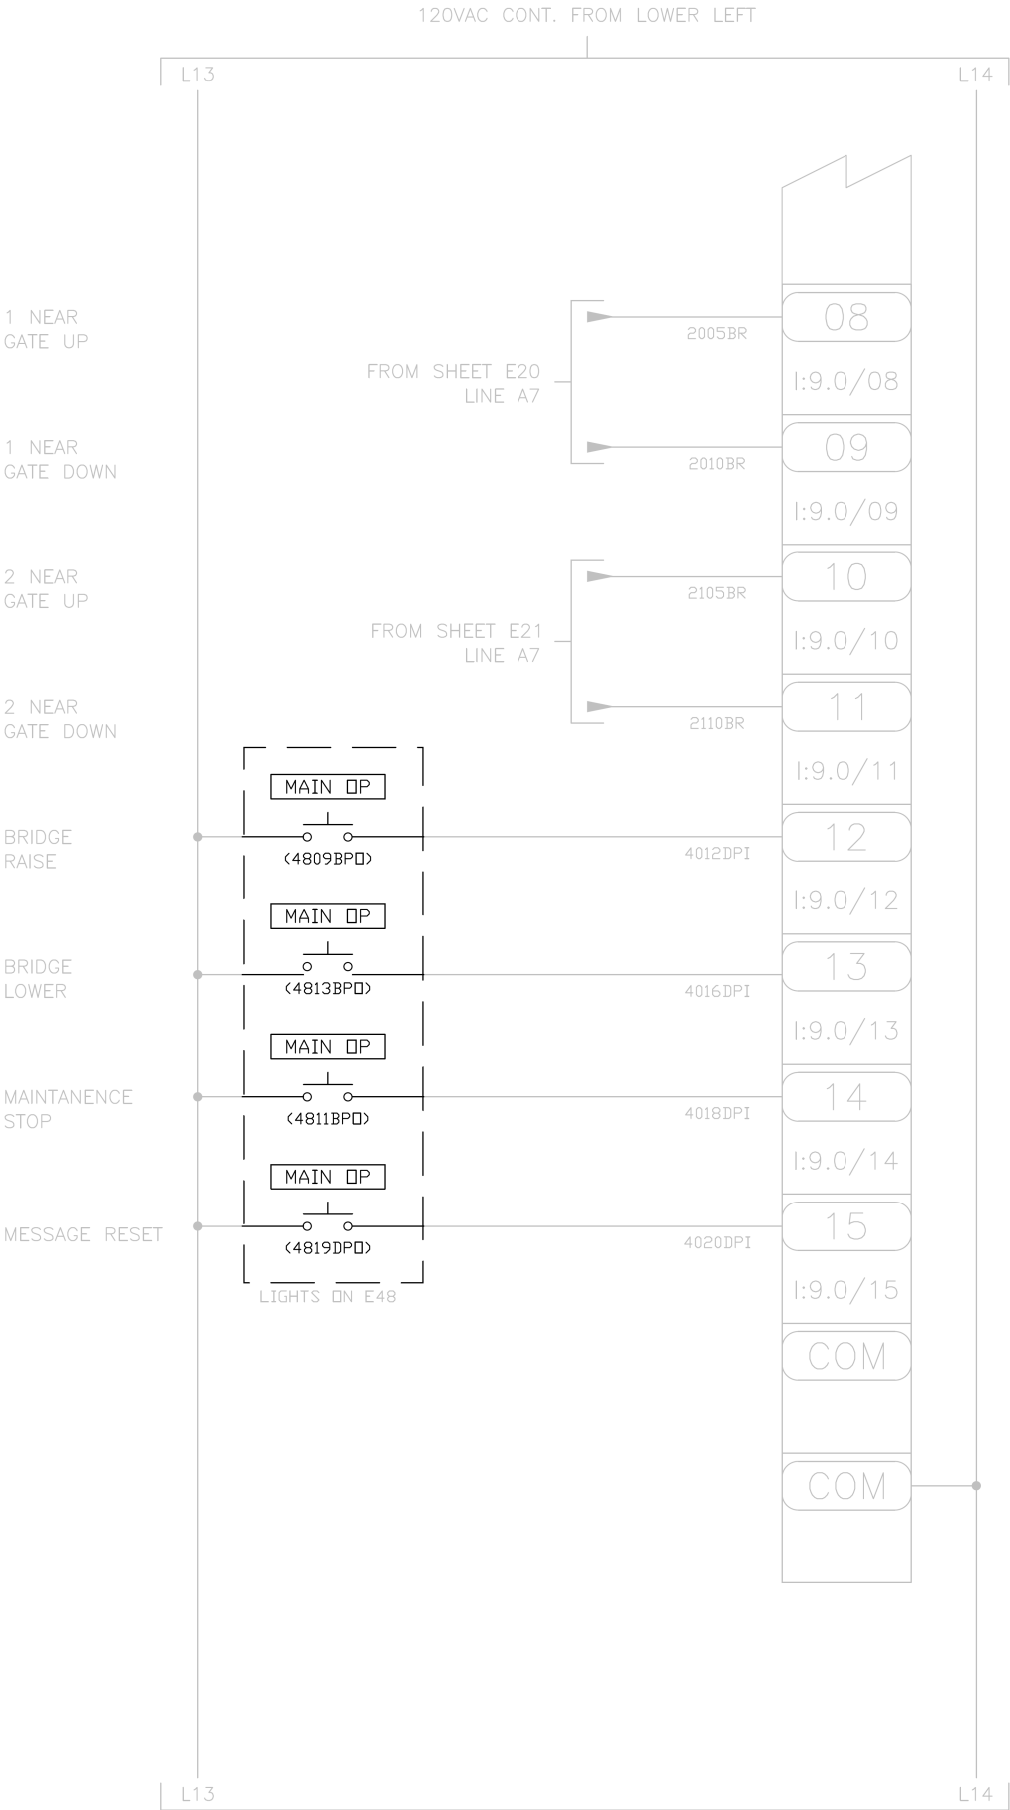 120VAC CONT. FROM LOWER LEFT
L13
L14
1 NEAR
GATE UP
08
2005BR
FROM SHEET E20
LINE A7
I:9.0/08
1 NEAR
GATE DOWN
09
2010BR
I:9.0/09
2 NEAR
GATE UP
10
2105BR
FROM SHEET E21
LINE A7
I:9.0/10
2 NEAR
GATE DOWN
11
2110BR
I:9.0/11
MAIN OP
BRIDGE
RAISE
(4809BPO)
4012DPI
12
I:9.0/12
MAIN OP
BRIDGE
LOWER
(4813BPO)
4016DPI
13
I:9.0/13
MAIN OP
MAINTANENCE
STOP
(4811BPO)
4018DPI
14
I:9.0/14
MAIN OP
MESSAGE RESET
(4819DPO)
4020DPI
15
I:9.0/15
LIGHTS ON E48
COM
COM
L13
L14